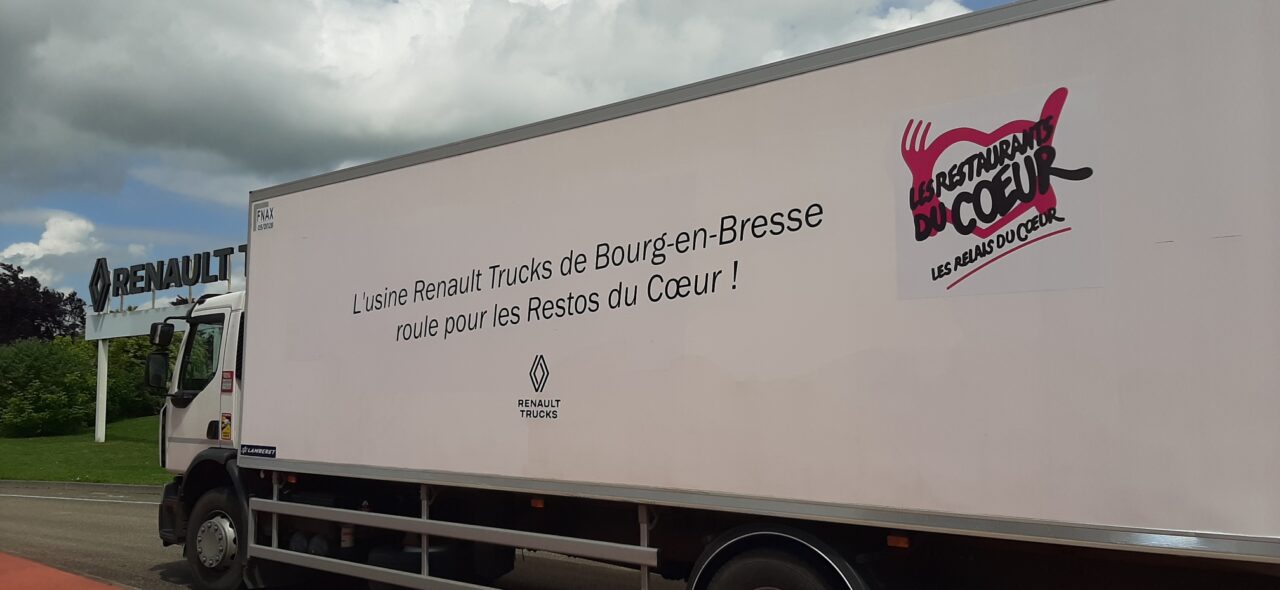 FNAX
RENAULT T
L'usine Renault Trucks de Bourg-en-Bresse
roule pour les Restos du Cœur !
RENAULT
TRUCKS
LES RESTAURANTS
DU CŒUR
LES RELAIS DU CŒUR
LAMBERET